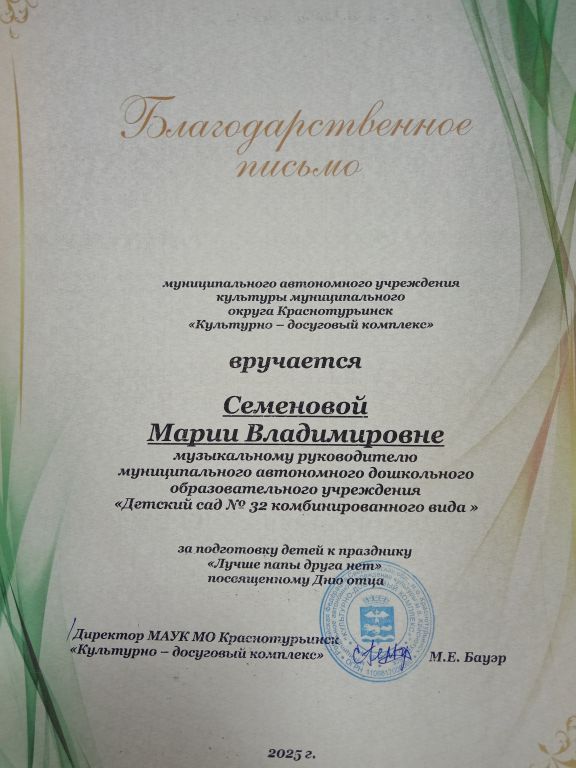 Благодарственное
письмо
муниципального автономного учреждения
культуры муниципального
округа Краснотурьинск
«Культурно – досуговый комплекс»
вручается
Семеновой
Марии Владимировне
музыкальному руководителю
муниципального автономного дошкольного
образовательного учреждения
«Детский сад № 32 комбинированного вида »
за подготовку детей к празднику
«Лучше папы друга нет»
посвященному Дню отца
Директор МАУК МО Краснотурьинск
«Культурно – досуговый комплекс»
М.Е. Бауэр
2025 г.